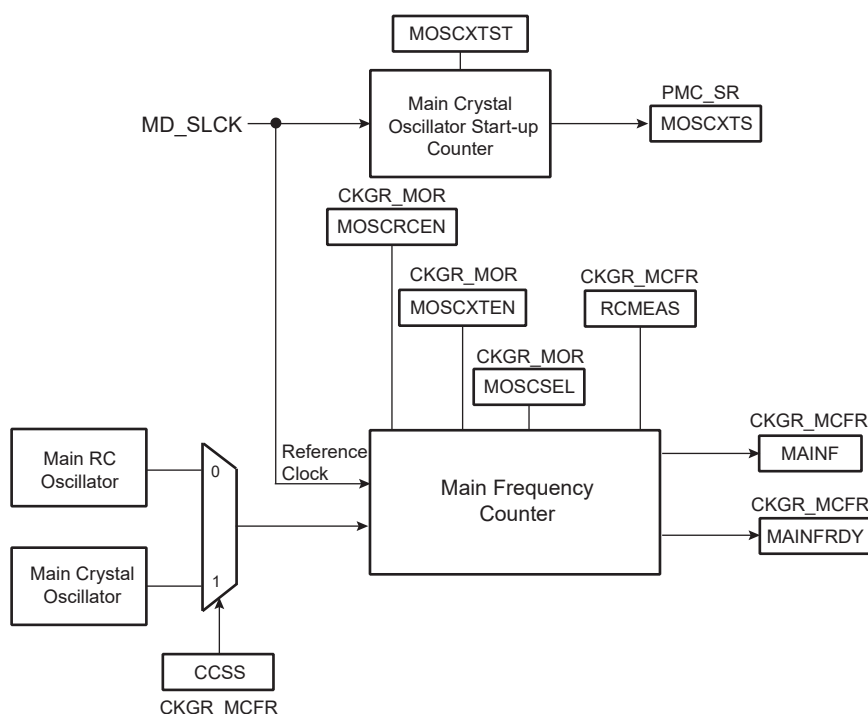 MOSCXTST
Main Crystal
Oscillator Start-up
Counter
PMC_SR
MOSCXTS
MD_SLCK
CKGR_MOR
MOSCRCEN
CKGR_MOR
MOSCXTEN
CKGR_MCFR
RCMEAS
CKGR_MOR
MOSCSEL
Main RC
Oscillator
0
Reference
Clock
Main Frequency
Counter
CKGR_MCFR
MAINF
CKGR_MCFR
MAINFRDY
Main Crystal
Oscillator
1
CCSS
CKGR_MCFR